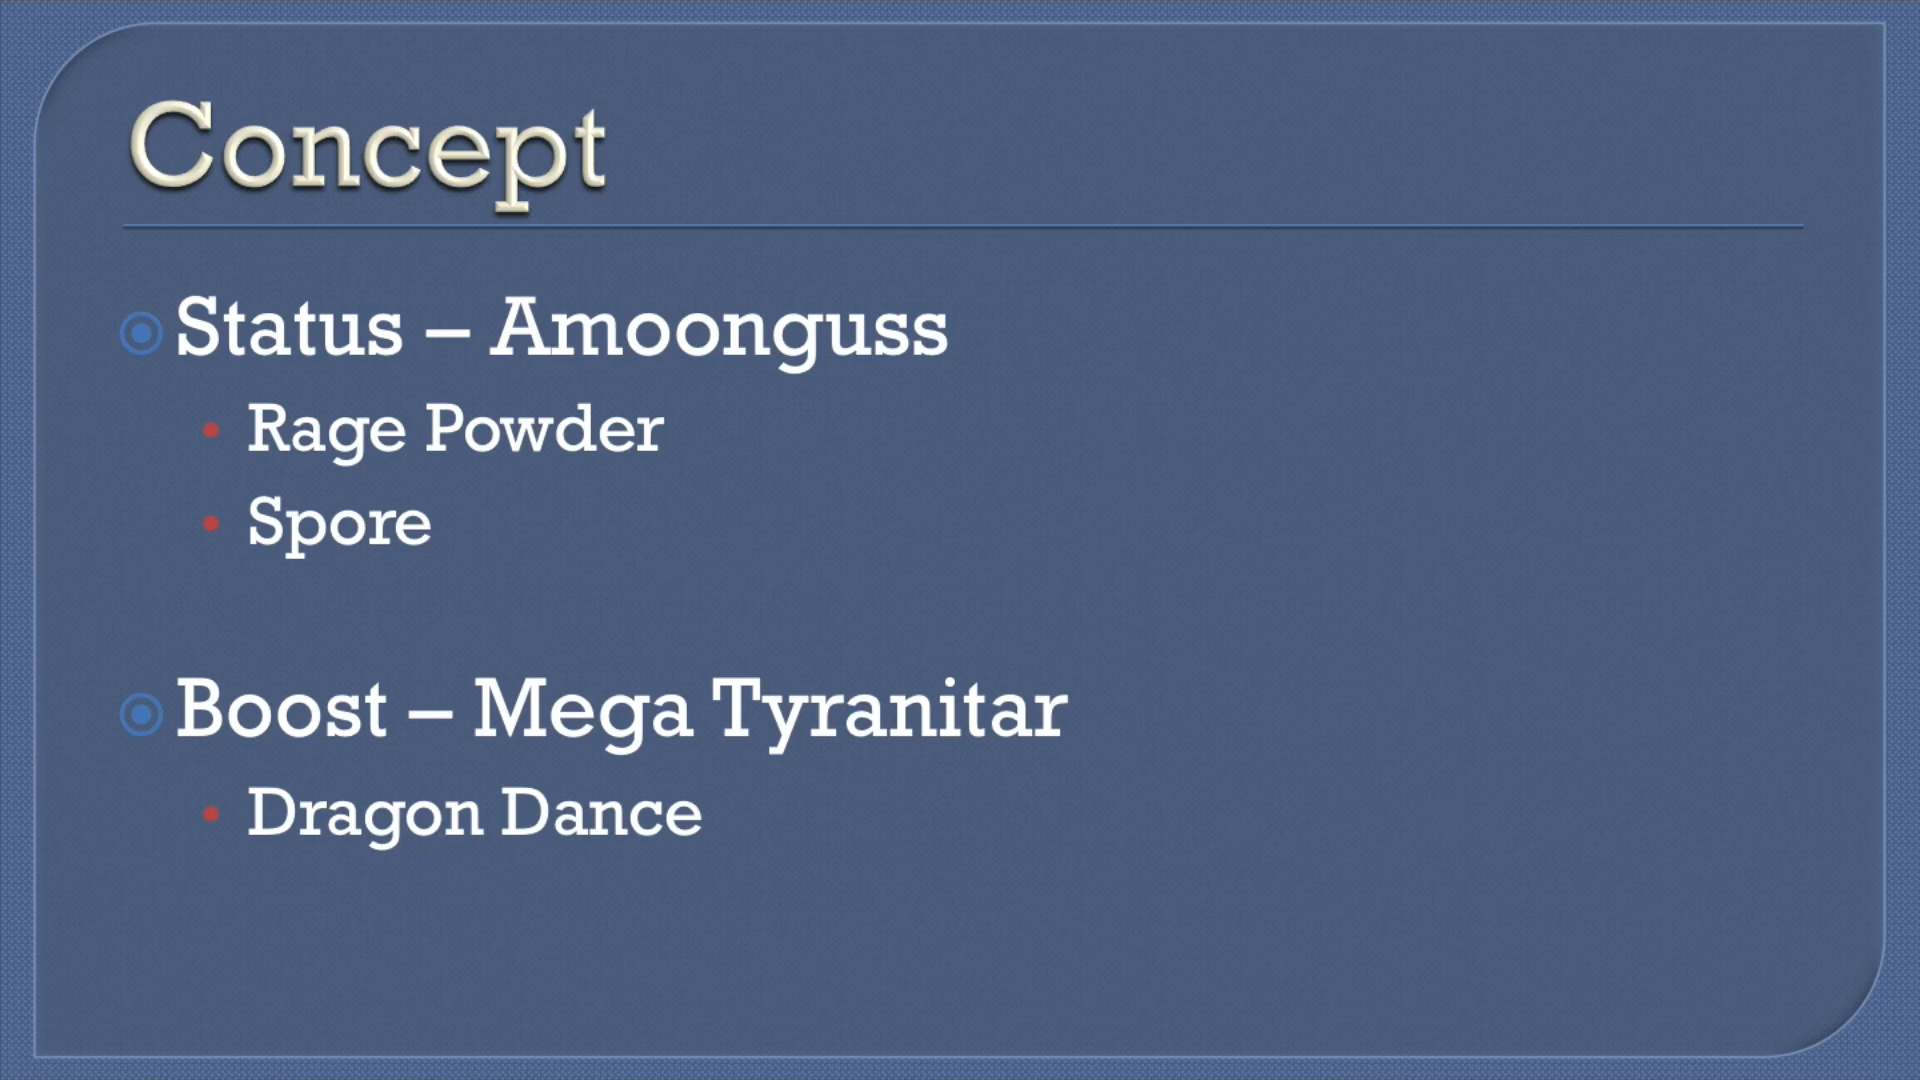 Concept
Status – Amoonguss
Rage Powder
Spore
Boost – Mega Tyranitar
Dragon Dance